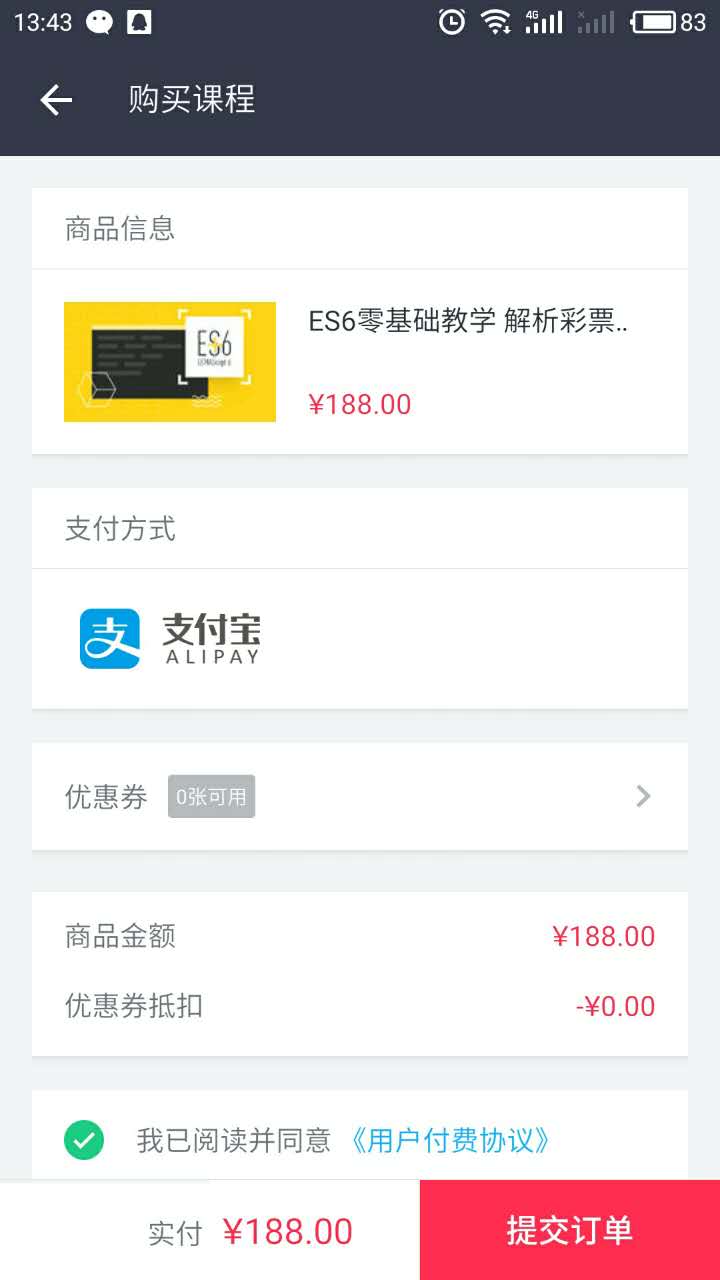 13:43
4G
83
购买课程
商品信息
ES6
ES6零基础教学 解析彩票..
¥188.00
支付方式
支
支付宝
ALIPAY
优惠券 0张可用
商品金额 ¥188.00
优惠券抵扣 -¥0.00
我已阅读并同意 《用户付费协议》
实付 ¥188.00
提交订单